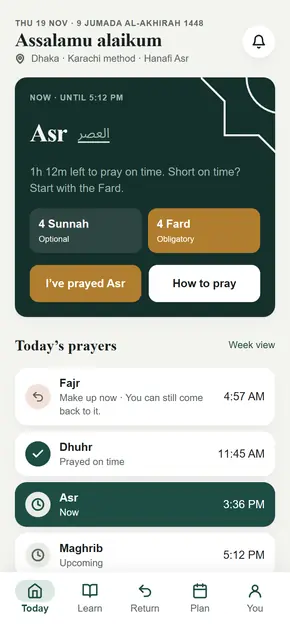 THU 19 NOV · 9 JUMADA AL-AKHIRAH 1448
Assalamu alaikum
Dhaka · Karachi method · Hanafi Asr
NOW · UNTIL 5:12 PM
Asr العصر
1h 12m left to pray on time. Short on time?
Start with the Fard.
4 Sunnah
Optional
4 Fard
Obligatory
I've prayed Asr
How to pray
Today's prayers
Week view
Fajr
Make up now · You can still come
back to it.
4:57 AM
Dhuhr
Prayed on time
11:45 AM
Asr
Now
3:36 PM
Maghrib
Upcoming
5:12 PM
Today
Learn
Return
Plan
You